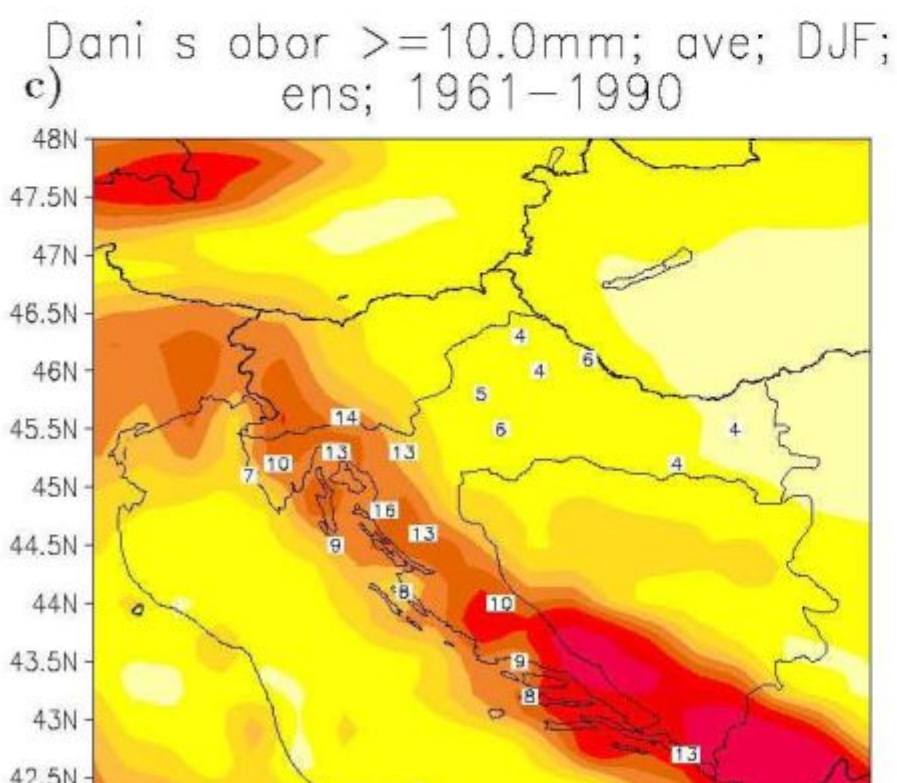 Dani s obor >=10.0mm; ave; DJF;
c) ens; 1961-1990
48N
47.5N
47N
46.5N
4
46N
6
4
5
14
45.5N
6
4
13
13
10
4
7
45N
16
44.5N
13
9
8
44N
10
43.5N
9
8
43N
13
42.5N